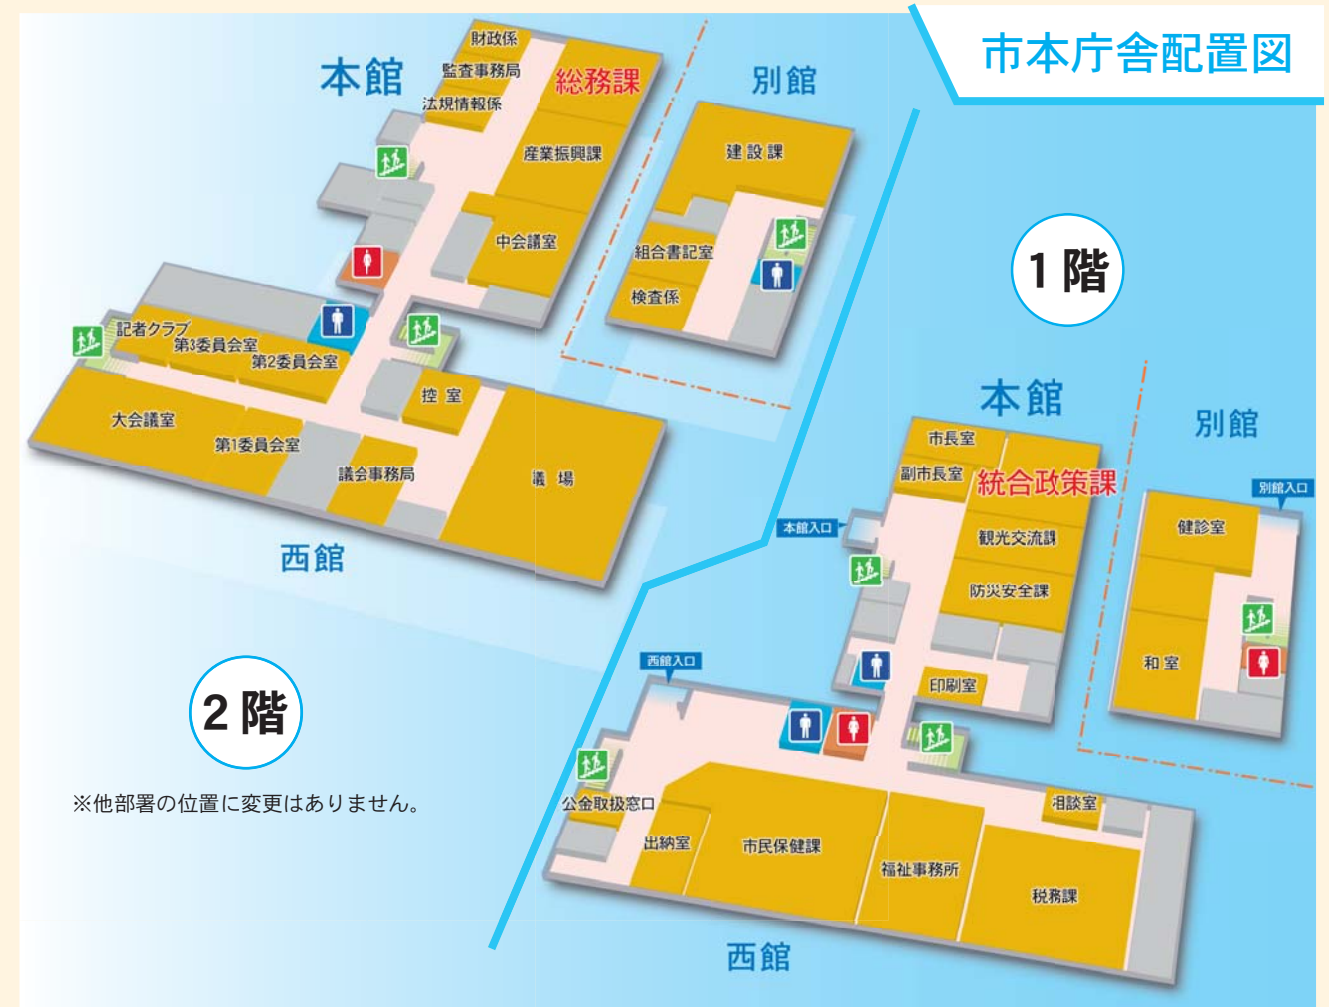 市本庁舎配置図
本館
財政係
監査事務局
法規情報係
総務課
産業振興課
中会議室
別館
建設課
組合書記室
検査係
記者クラブ
第3委員会室
第2委員会室
大会議室
第1委員会室
議会事務局
控室
議場
西館
2階
※他部署の位置に変更はありません。
1階
本館
市長室
副市長室
統合政策課
観光交流課
防災安全課
印刷室
本館入口
別館
別館入口
健診室
和室
西館入口
公金取扱窓口
出納室
市民保健課
福祉事務所
相談室
税務課
西館